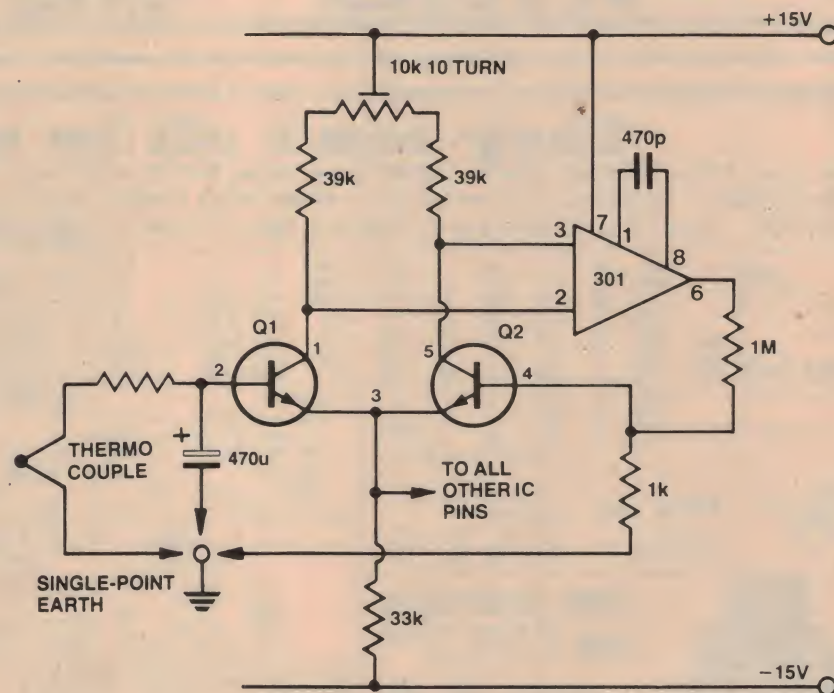 +15V
10k 10 TURN
470p
39k
39k
3
7
1
8
301
6
2
Q1
Q2
1M
1
5
2
3
4
+
THERMO
COUPLE
470u
TO ALL
OTHER IC
PINS
1k
SINGLE-POINT
EARTH
33k
−15V